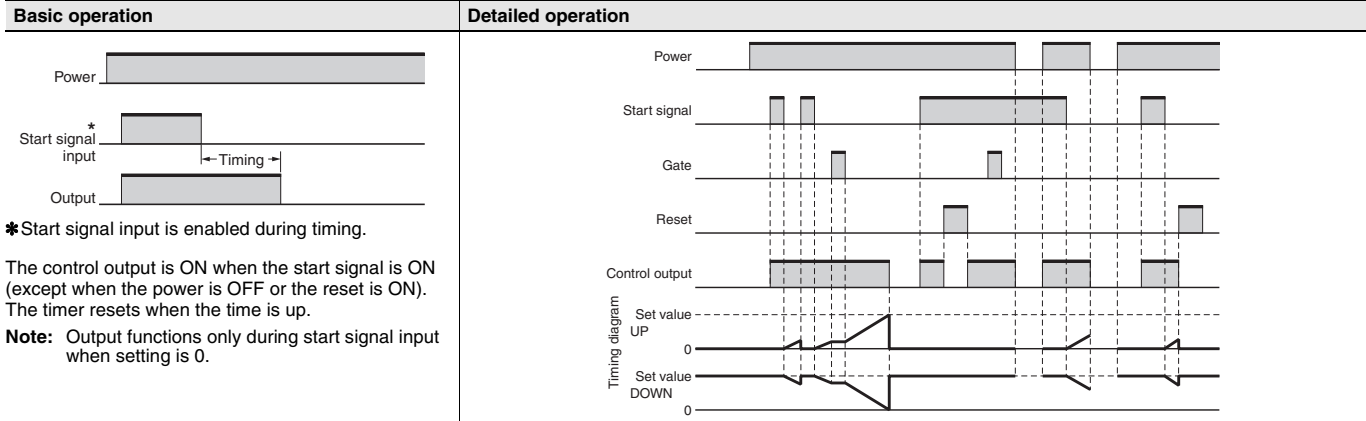 Basic operation
Detailed operation
Power
*
Start signal
input
Timing
Output
✱Start signal input is enabled during timing.
The control output is ON when the start signal is ON
(except when the power is OFF or the reset is ON).
The timer resets when the time is up.
Note: Output functions only during start signal input
when setting is 0.
Power
Start signal
Gate
Reset
Control output
Timing diagram
Set value
UP
0
Set value
DOWN
0